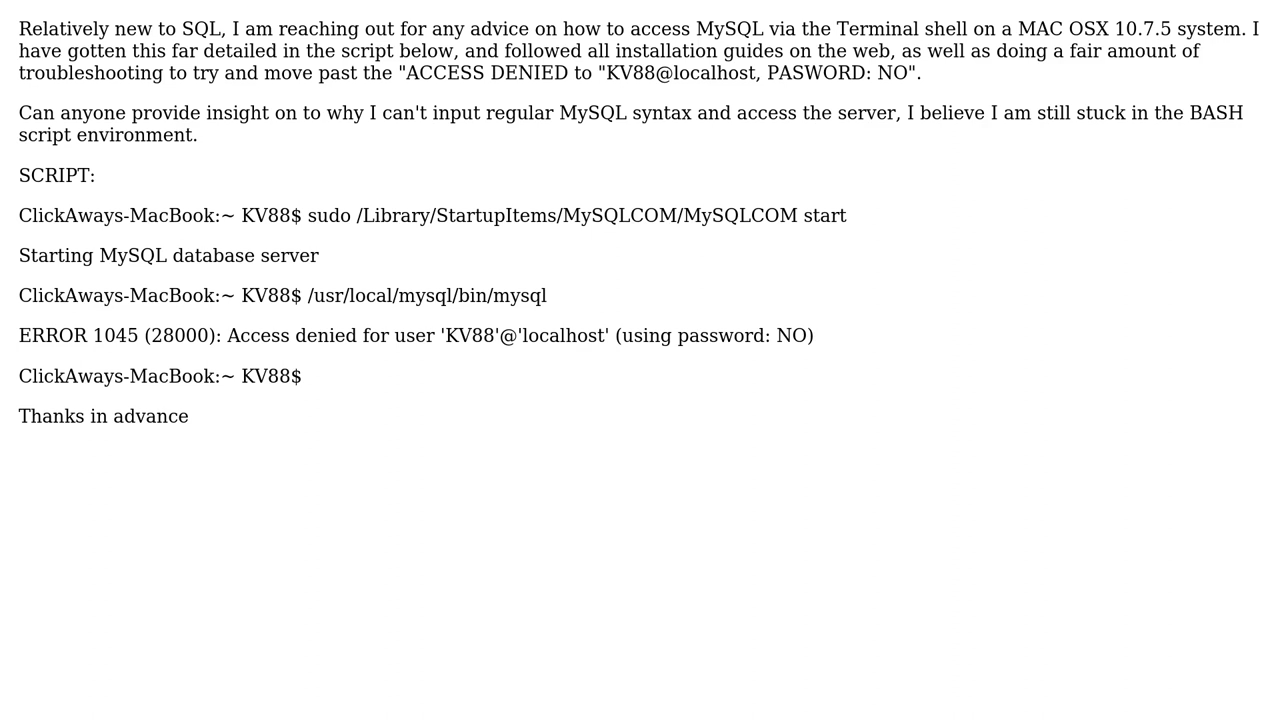 Relatively new to SQL, I am reaching out for any advice on how to access MySQL via the Terminal shell on a MAC OSX 10.7.5 system. I
have gotten this far detailed in the script below, and followed all installation guides on the web, as well as doing a fair amount of
troubleshooting to try and move past the "ACCESS DENIED to "KV88@localhost, PASWORD: NO".
Can anyone provide insight on to why I can't input regular MySQL syntax and access the server, I believe I am still stuck in the BASH
script environment.
SCRIPT:
ClickAways-MacBook:~ KV88$ sudo /Library/StartupItems/MySQLCOM/MySQLCOM start
Starting MySQL database server
ClickAways-MacBook:~ KV88$ /usr/local/mysql/bin/mysql
ERROR 1045 (28000): Access denied for user 'KV88'@'localhost' (using password: NO)
ClickAways-MacBook:~ KV88$
Thanks in advance